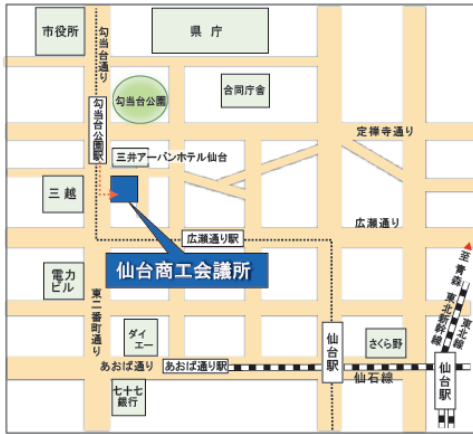 市役所
勾当台通り
県庁
勾当台公園
合同庁舎
勾当台公園駅
定禅寺通り
三井アーバンホテル仙台
三越
広瀬通り
広瀬通り駅
仙台商工会議所
至青森
東北新幹線
東北線
電力
ビル
東二番町通り
ダイ
エー
仙台駅
さくら野
あおば通り
あおば通り駅
仙石線
仙台駅
七十七
銀行